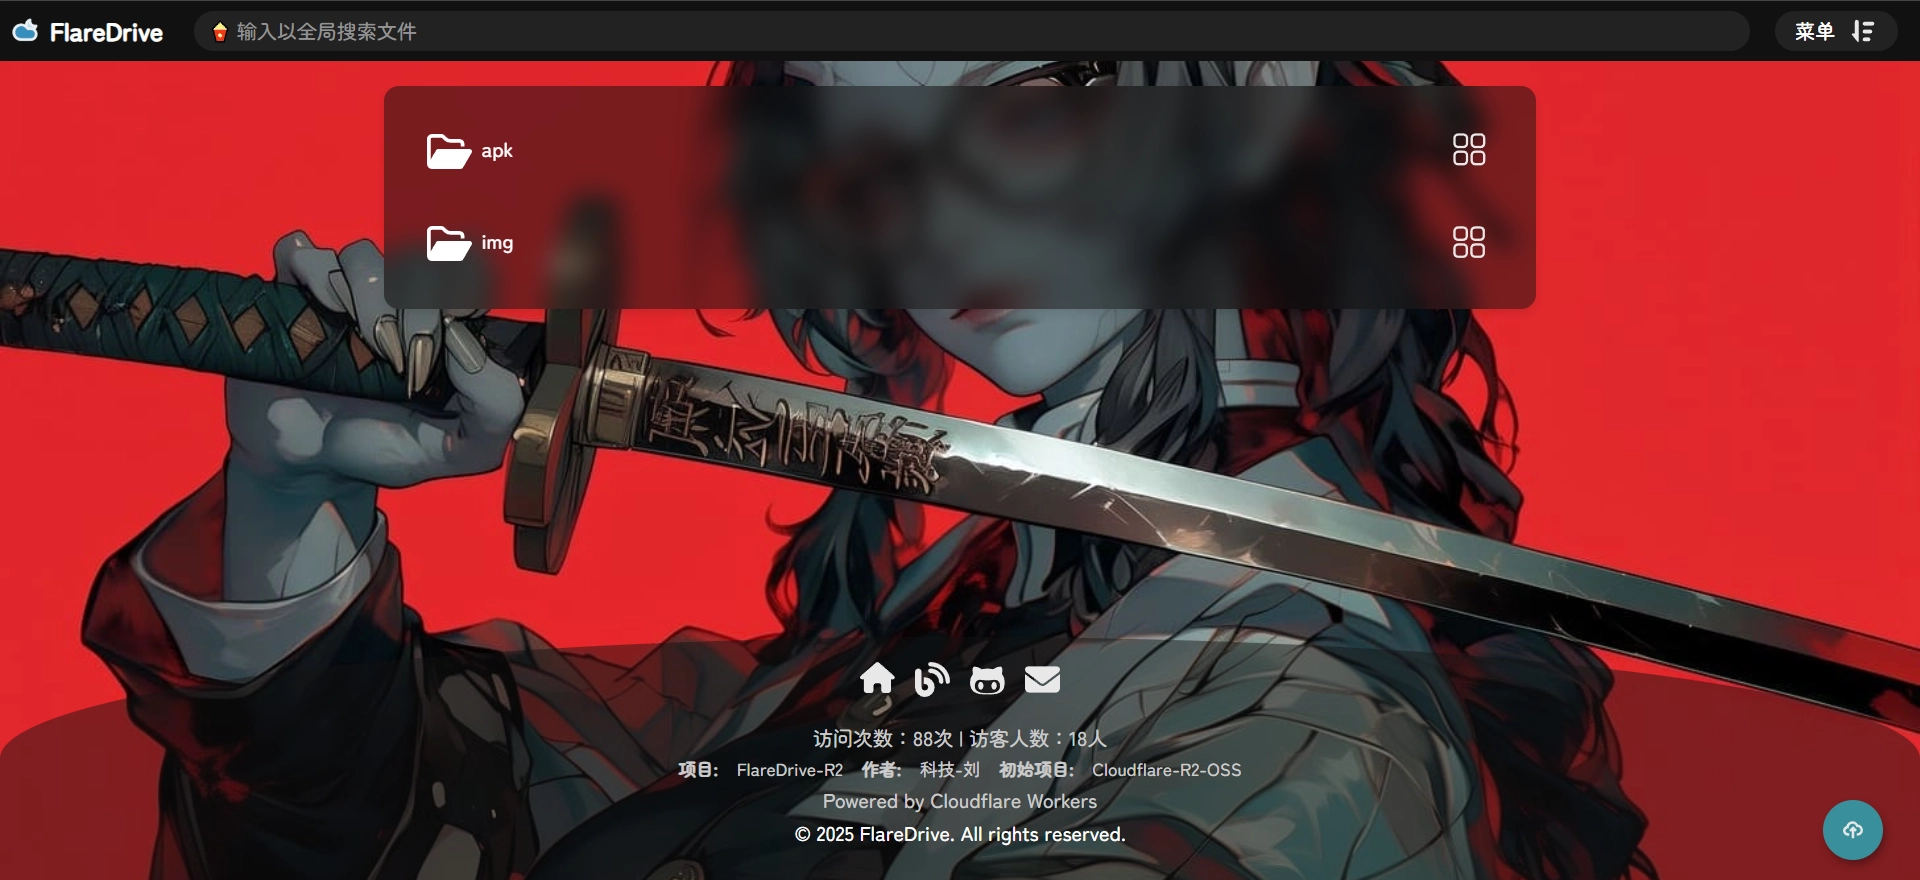 FlareDrive
输入以全局搜索文件
菜单
apk
img
访问次数：88次 | 访客人数：18人
项目： FlareDrive-R2 作者： 科技-刘 初始项目： Cloudflare-R2-OSS
Powered by Cloudflare Workers
© 2025 FlareDrive. All rights reserved.